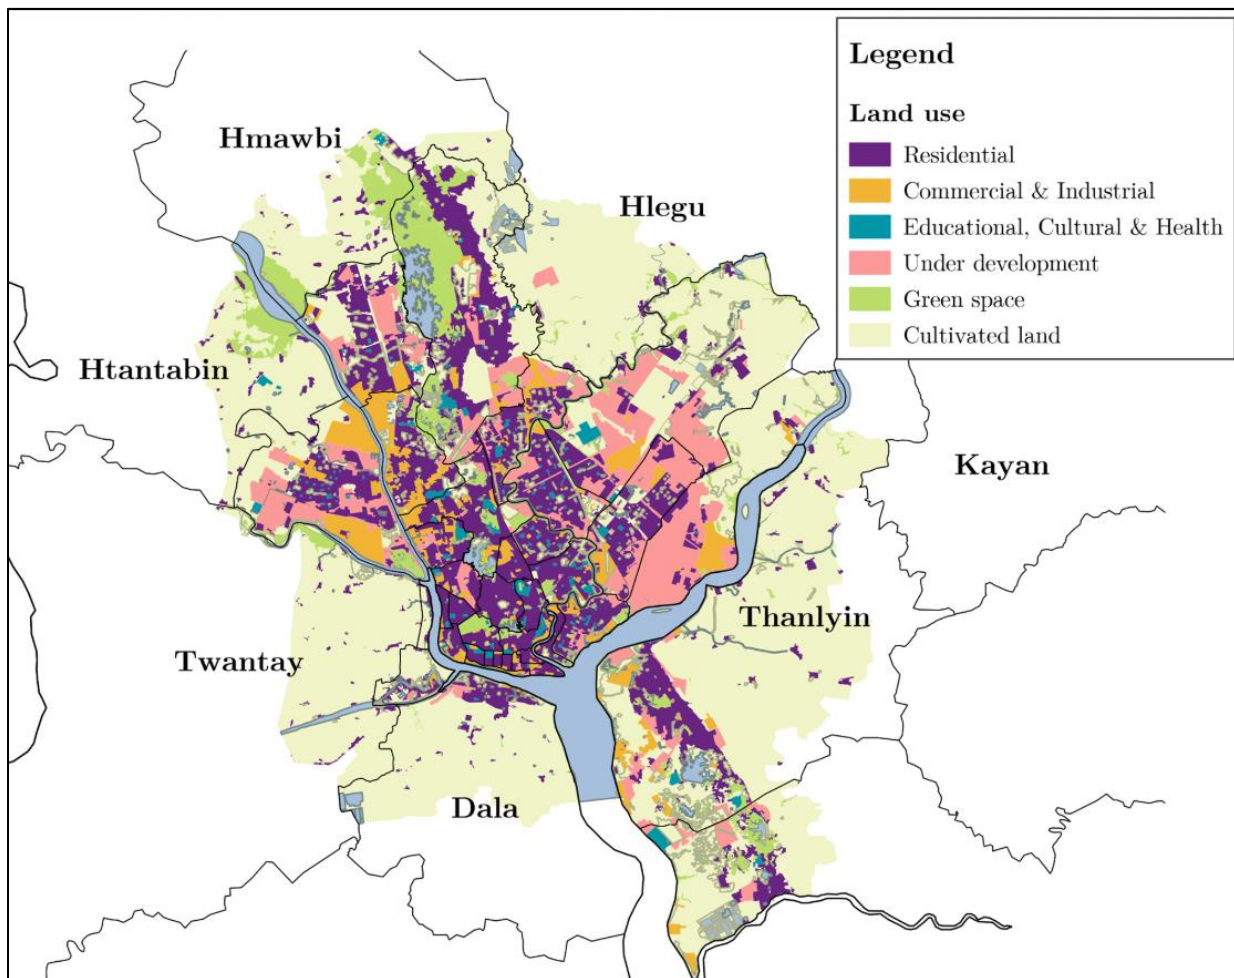 Legend
Land use
Residential
Commercial & Industrial
Educational, Cultural & Health
Under development
Green space
Cultivated land
Hmawbi
Hlegu
Htantabin
Kayan
Thanlyin
Twantay
Dala